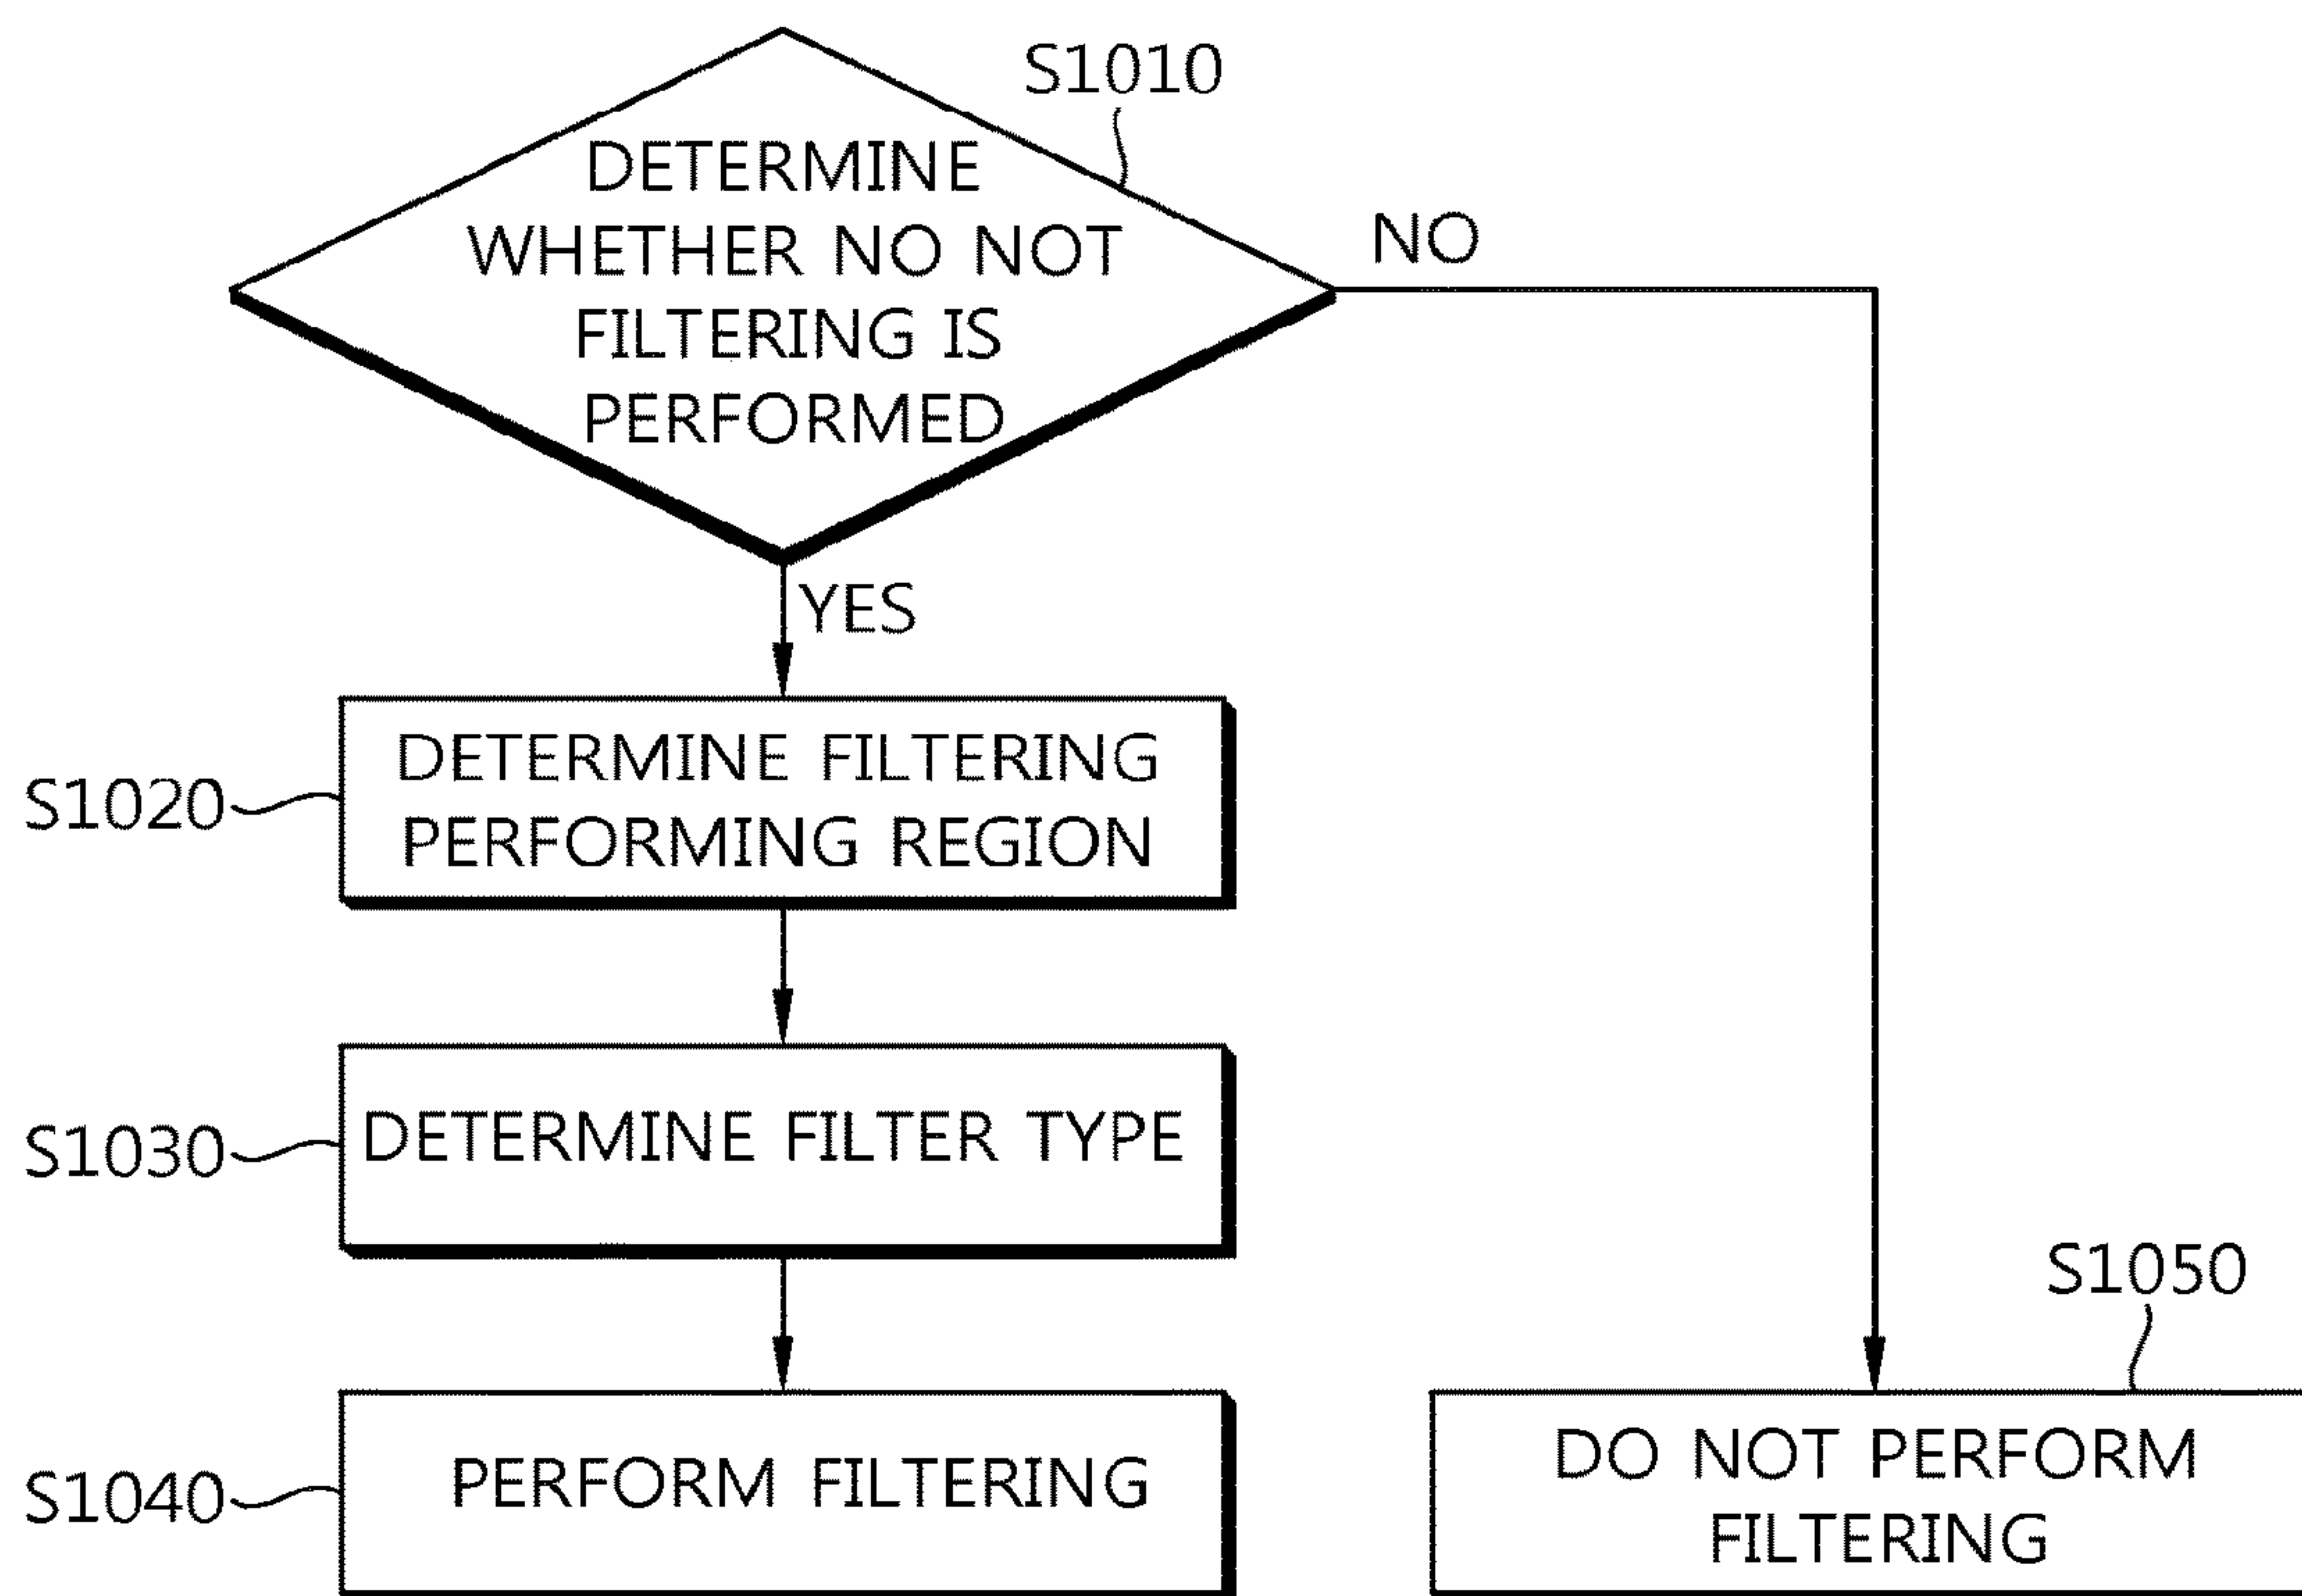 S1010
DETERMINE
WHETHER NO NOT
FILTERING IS
PERFORMED
NO
YES
S1020
DETERMINE FILTERING
PERFORMING REGION
S1030
DETERMINE FILTER TYPE
S1040
PERFORM FILTERING
S1050
DO NOT PERFORM
FILTERING